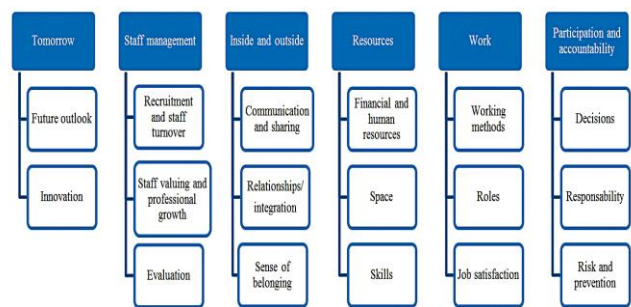 Tomorrow
Future outlook
Innovation
Staff management
Recruitment
and staff
turnover
Staff valuing and
professional
growth
Evaluation
Inside and outside
Communication
and sharing
Relationships/
integration
Sense of
belonging
Resources
Financial and
human
resources
Space
Skills
Work
Working
methods
Roles
Job satisfaction
Participation and
accountability
Decisions
Responsability
Risk and
prevention